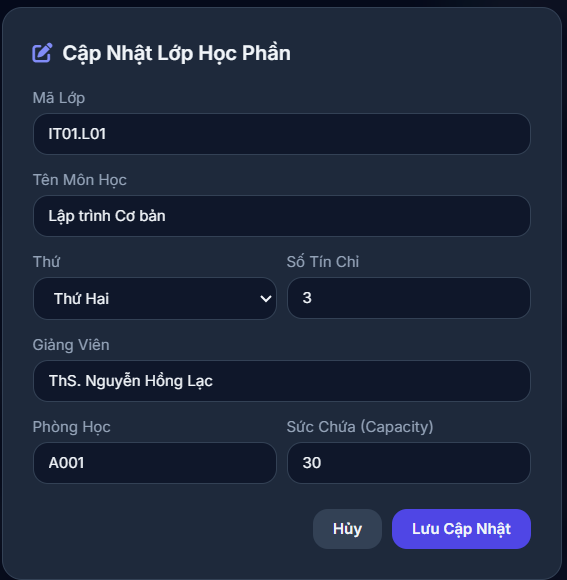 Cập Nhật Lớp Học Phần
Mã Lớp
IT01.L01
Tên Môn Học
Lập trình Cơ bản
Thứ
Số Tín Chỉ
Thứ Hai
3
Giảng Viên
ThS. Nguyễn Hồng Lạc
Phòng Học
Sức Chứa (Capacity)
A001
30
Hủy
Lưu Cập Nhật